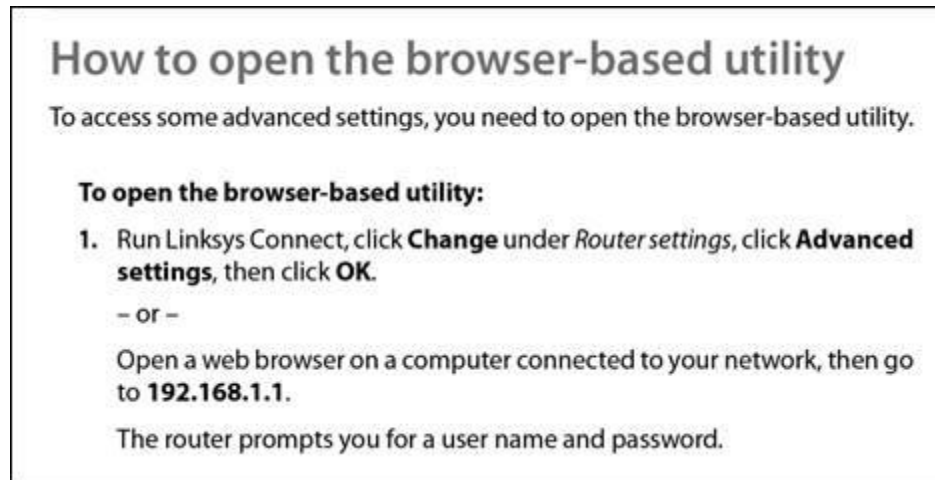 How to open the browser-based utility
To access some advanced settings, you need to open the browser-based utility.
To open the browser-based utility:
1. Run Linksys Connect, click Change under Router settings, click Advanced
settings, then click OK.
– or –
Open a web browser on a computer connected to your network, then go
to 192.168.1.1.
The router prompts you for a user name and password.